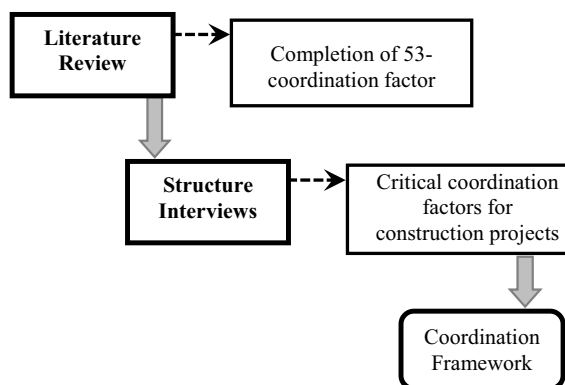 Literature
Review
Completion of 53-
coordination factor
Structure
Interviews
Critical coordination
factors for
construction projects
Coordination
Framework